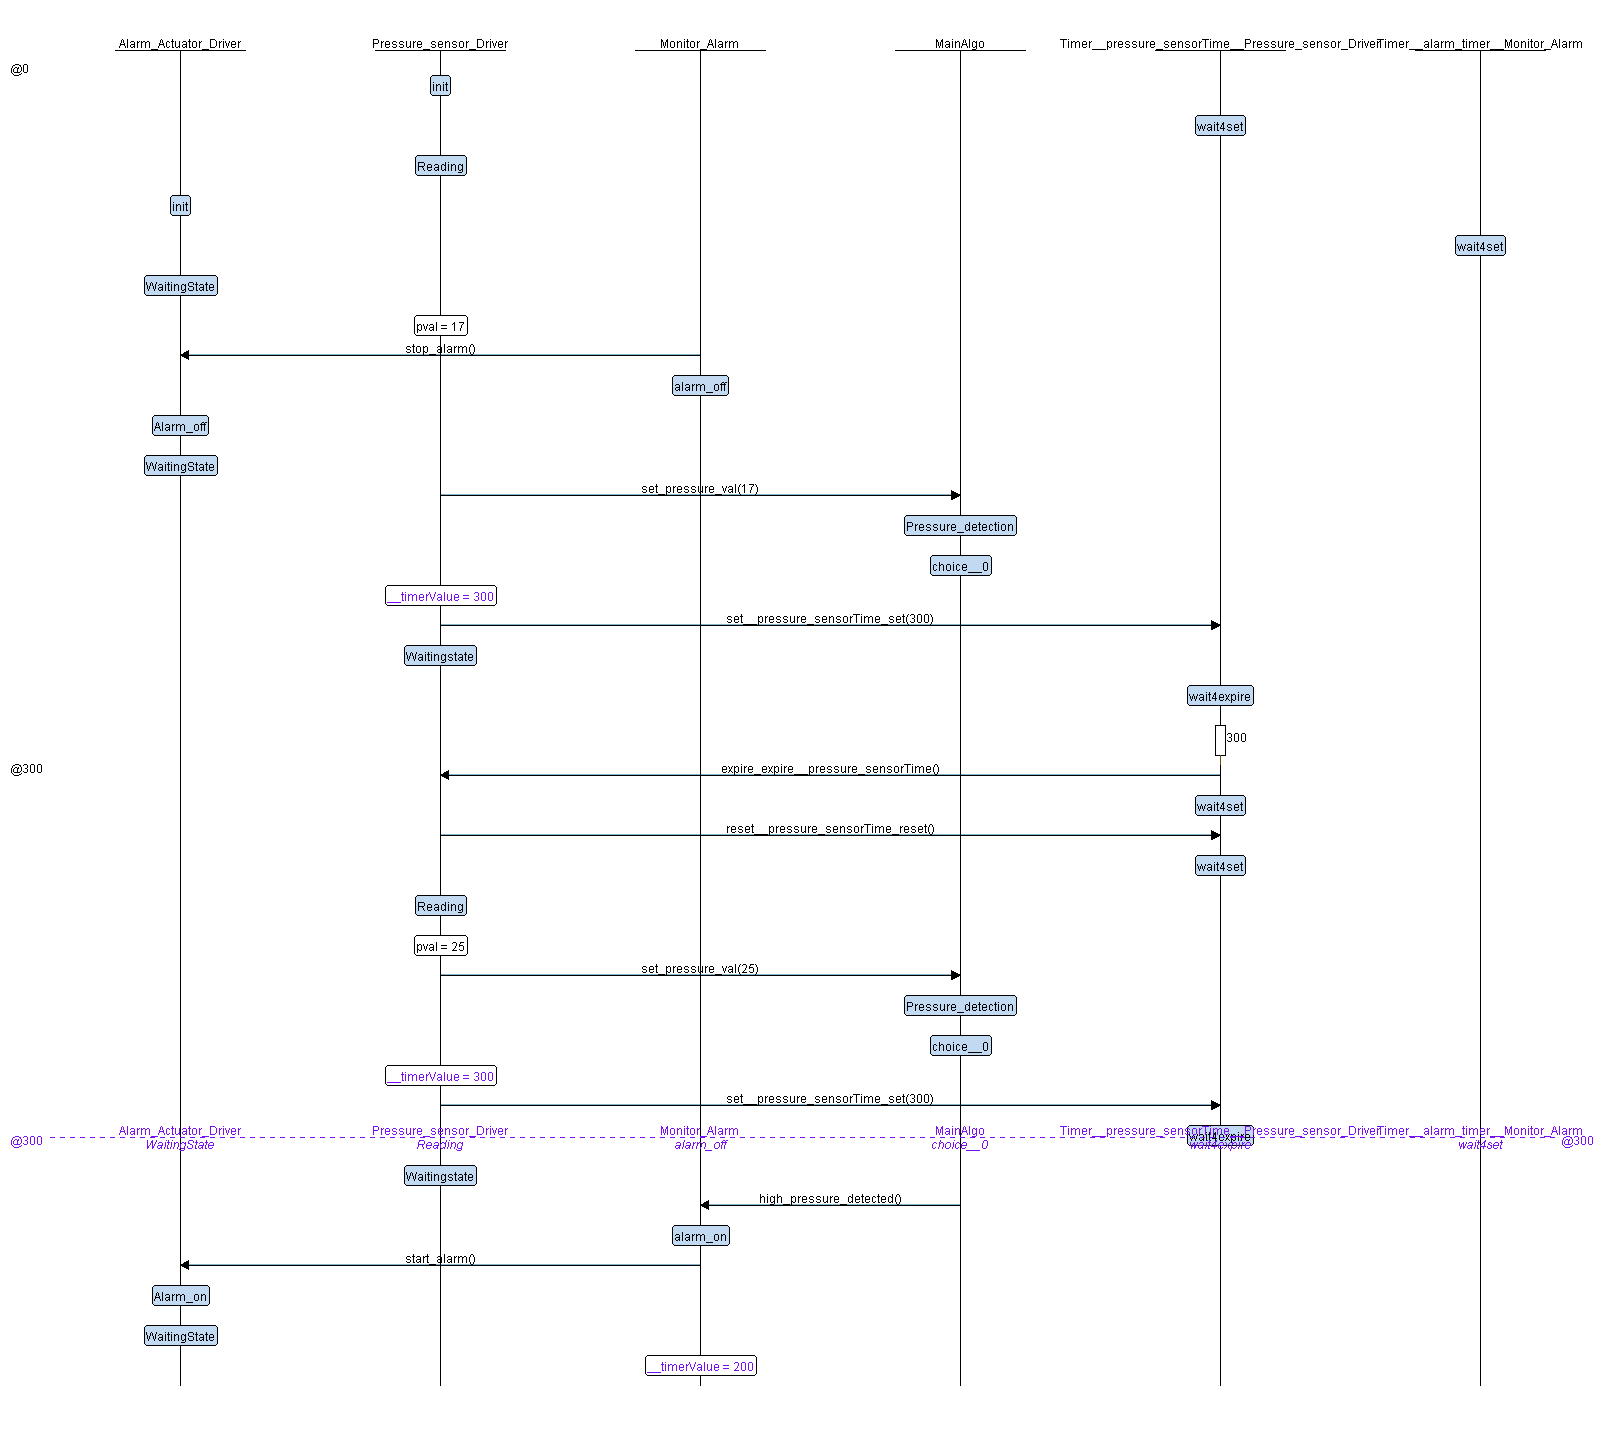 Alarm_Actuator_Driver Pressure_sensor_Driver Monitor_Alarm MainAlgo Timer__pressure_sensorTime__Pressure_sensor_Driver Timer__alarm_timer__Monitor_Alarm
@0
init
wait4set
Reading
init
wait4set
WaitingState
pval = 17
stop_alarm()
alarm_off
Alarm_off
WaitingState
set_pressure_val(17)
Pressure_detection
choice__0
__timerValue = 300
set__pressure_sensorTime_set(300)
Waitingstate
wait4expire
300
@300
expire_expire__pressure_sensorTime()
wait4set
reset__pressure_sensorTime_reset()
wait4set
Reading
pval = 25
set_pressure_val(25)
Pressure_detection
choice__0
__timerValue = 300
set__pressure_sensorTime_set(300)
Alarm_Actuator_Driver Pressure_sensor_Driver Monitor_Alarm MainAlgo Timer__pressure_sensorTime__Pressure_sensor_Driver Timer__alarm_timer__Monitor_Alarm
wait4expire
@300 @300
WaitingState Reading alarm_off choice__0 wait4expire wait4set
Waitingstate
high_pressure_detected()
alarm_on
start_alarm()
Alarm_on
WaitingState
__timerValue = 200